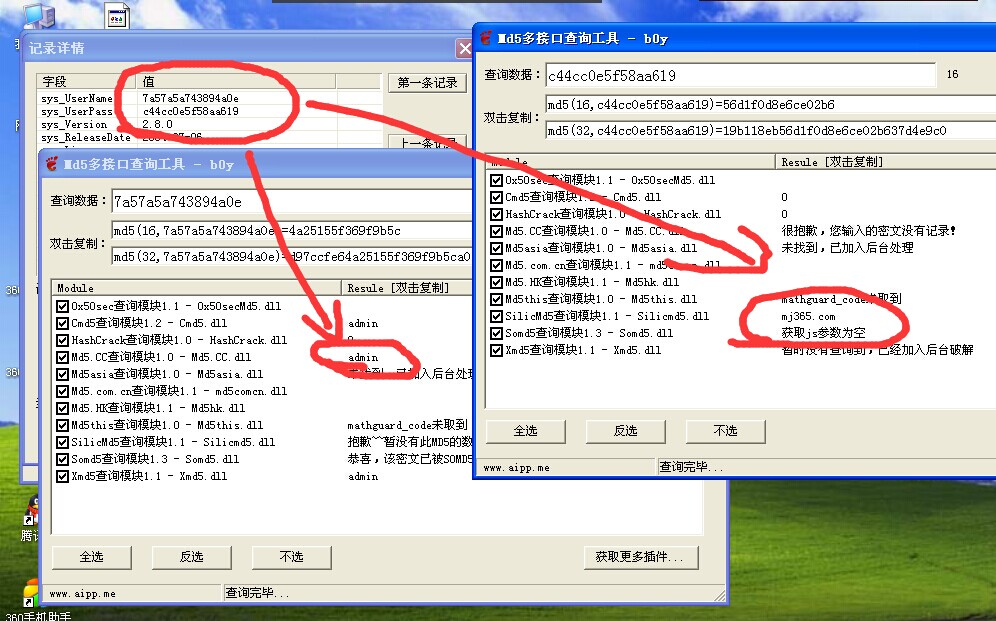 记录详情
字段 值
sys_UserName 7a57a5a743894a0e
sys_UserPass c44cc0e5f58aa619
sys_Version 2.8.0
sys_ReleaseDate
第一条记录
上一条记录
Md5多接口查询工具 - b0y
查询数据： 7a57a5a743894a0e
双击复制：
md5(16,7a57a5a743894a0e)=4a25155f369f9b5c
md5(32,7a57a5a743894a0e)=d97ccfe64a25155f369f9b5ca0
Module Resule [双击复制]
0x50sec查询模块1.1 - 0x50secMd5.dll
Cmd5查询模块1.2 - Cmd5.dll admin
HashCrack查询模块1.0 - HashCrack.dll 0
Md5.CC查询模块1.0 - Md5.CC.dll admin
Md5asia查询模块1.0 - Md5asia.dll 未找到，已加入后台处
Md5.com.cn查询模块1.1 - md5comcn.dll
Md5.HK查询模块1.1 - Md5hk.dll
Md5this查询模块1.0 - Md5this.dll mathguard_code未取到
SilicMd5查询模块1.1 - Silicmd5.dll 抱歉^^暂没有此MD5的数
Somd5查询模块1.3 - Somd5.dll 恭喜，该密文已被SOMD5
Xmd5查询模块1.1 - Xmd5.dll admin
全选 反选 不选 获取更多插件...
www.aipp.me 查询完毕...
Md5多接口查询工具 - b0y
查询数据： c44cc0e5f58aa619 16
双击复制：
md5(16,c44cc0e5f58aa619)=56d1f0d8e6ce02b6
md5(32,c44cc0e5f58aa619)=19b118eb56d1f0d8e6ce02b637d4e9c0
Module Resule [双击复制]
0x50sec查询模块1.1 - 0x50secMd5.dll
Cmd5查询模块1.2 - Cmd5.dll 0
HashCrack查询模块1.0 - HashCrack.dll 0
Md5.CC查询模块1.0 - Md5.CC.dll 很抱歉，您输入的密文没有记录!
Md5asia查询模块1.0 - Md5asia.dll 未找到，已加入后台处理
Md5.com.cn查询模块1.1 - md5comcn.dll
Md5.HK查询模块1.1 - Md5hk.dll
Md5this查询模块1.0 - Md5this.dll mathguard_code未取到
SilicMd5查询模块1.1 - Silicmd5.dll mj365.com
Somd5查询模块1.3 - Somd5.dll 获取js参数为空
Xmd5查询模块1.1 - Xmd5.dll 暂时没有查询到，已经加入后台破解
全选 反选 不选
www.aipp.me 查询完毕...
360手机助手